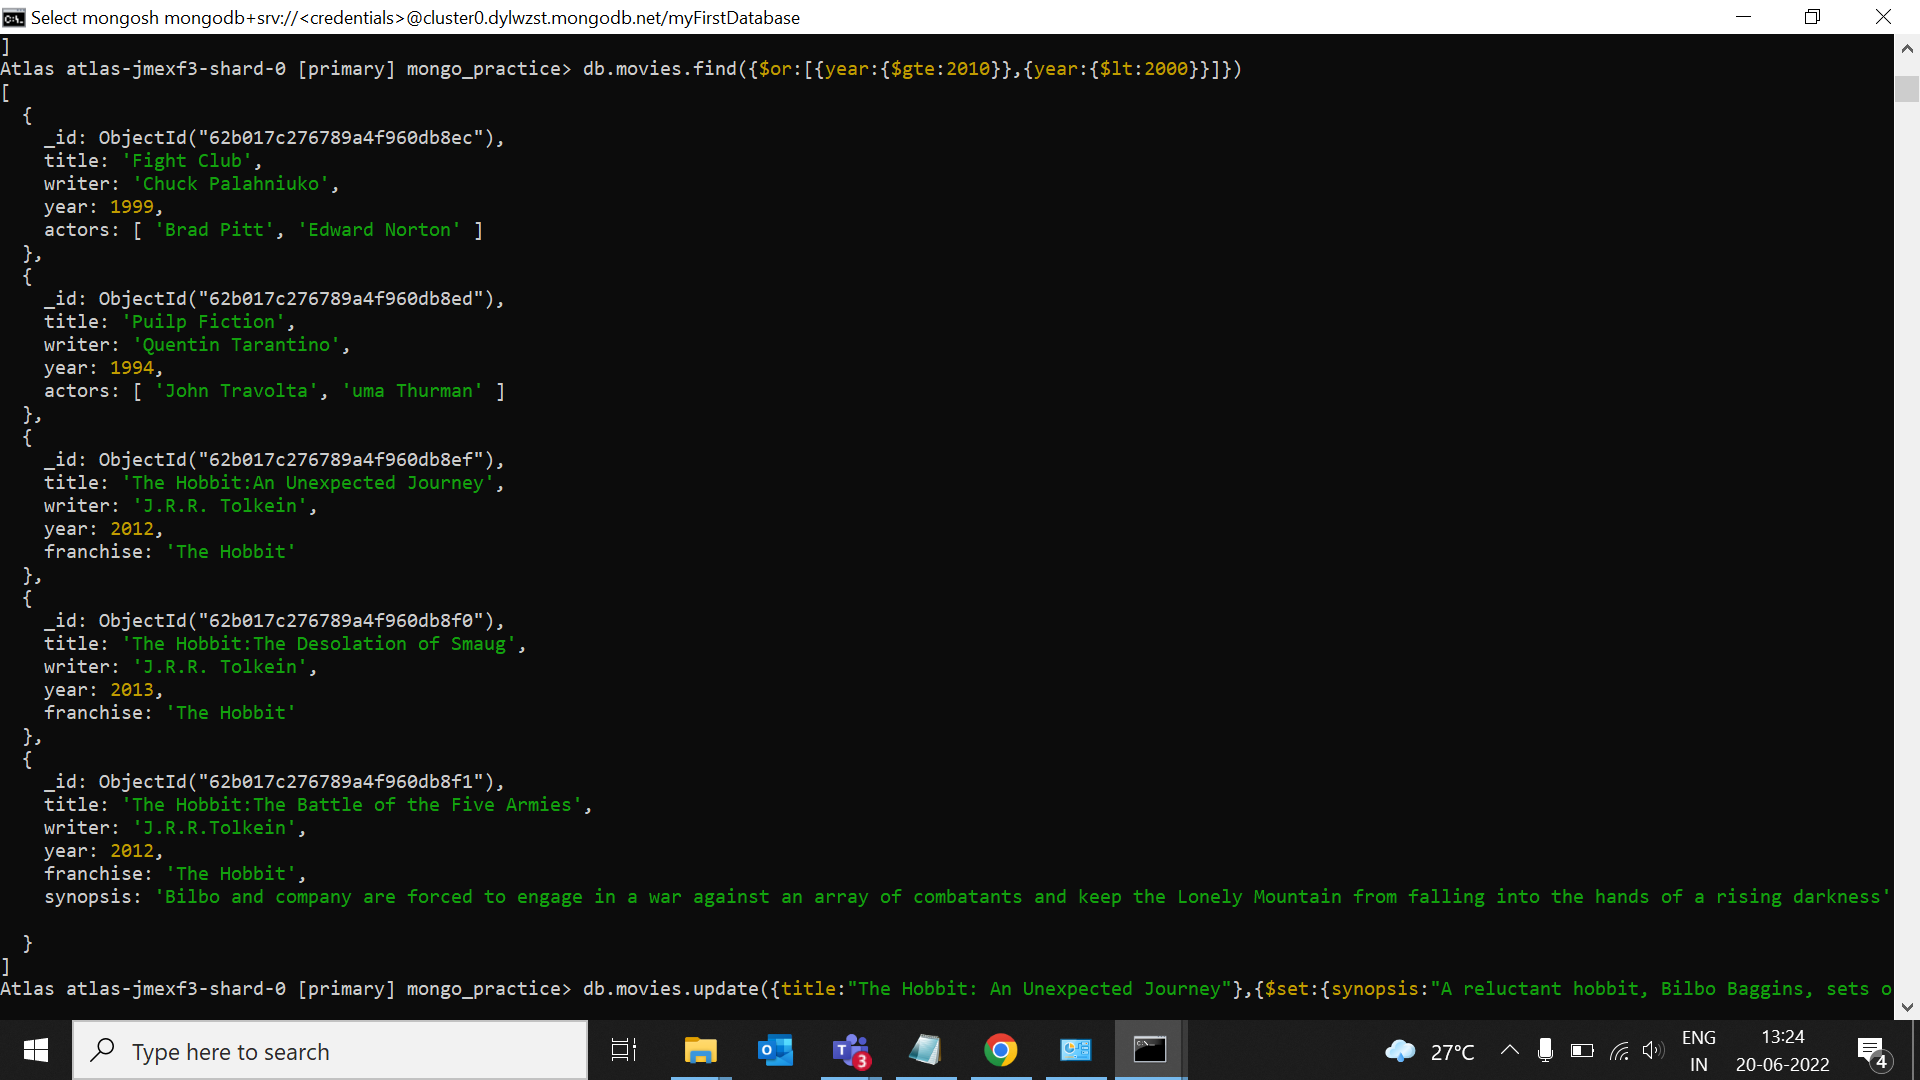 Select mongosh mongodb+srv://<credentials>@cluster0.dylwzst.mongodb.net/myFirstDatabase
]
Atlas atlas-jmexf3-shard-0 [primary] mongo_practice> db.movies.find({$or:[{year:{$gte:2010}},{year:{$lt:2000}}]})
[
  {
    _id: ObjectId("62b017c276789a4f960db8ec"),
    title: 'Fight Club',
    writer: 'Chuck Palahniuko',
    year: 1999,
    actors: [ 'Brad Pitt', 'Edward Norton' ]
  },
  {
    _id: ObjectId("62b017c276789a4f960db8ed"),
    title: 'Puilp Fiction',
    writer: 'Quentin Tarantino',
    year: 1994,
    actors: [ 'John Travolta', 'uma Thurman' ]
  },
  {
    _id: ObjectId("62b017c276789a4f960db8ef"),
    title: 'The Hobbit:An Unexpected Journey',
    writer: 'J.R.R. Tolkein',
    year: 2012,
    franchise: 'The Hobbit'
  },
  {
    _id: ObjectId("62b017c276789a4f960db8f0"),
    title: 'The Hobbit:The Desolation of Smaug',
    writer: 'J.R.R. Tolkein',
    year: 2013,
    franchise: 'The Hobbit'
  },
  {
    _id: ObjectId("62b017c276789a4f960db8f1"),
    title: 'The Hobbit:The Battle of the Five Armies',
    writer: 'J.R.R.Tolkein',
    year: 2012,
    franchise: 'The Hobbit',
    synopsis: 'Bilbo and company are forced to engage in a war against an array of combatants and keep the Lonely Mountain from falling into the hands of a rising darkness'
  }
]
Atlas atlas-jmexf3-shard-0 [primary] mongo_practice> db.movies.update({title:"The Hobbit: An Unexpected Journey"},{$set:{synopsis:"A reluctant hobbit, Bilbo Baggins, sets o
Type here to search
3
27°C
ENG
IN
13:24
20-06-2022
4